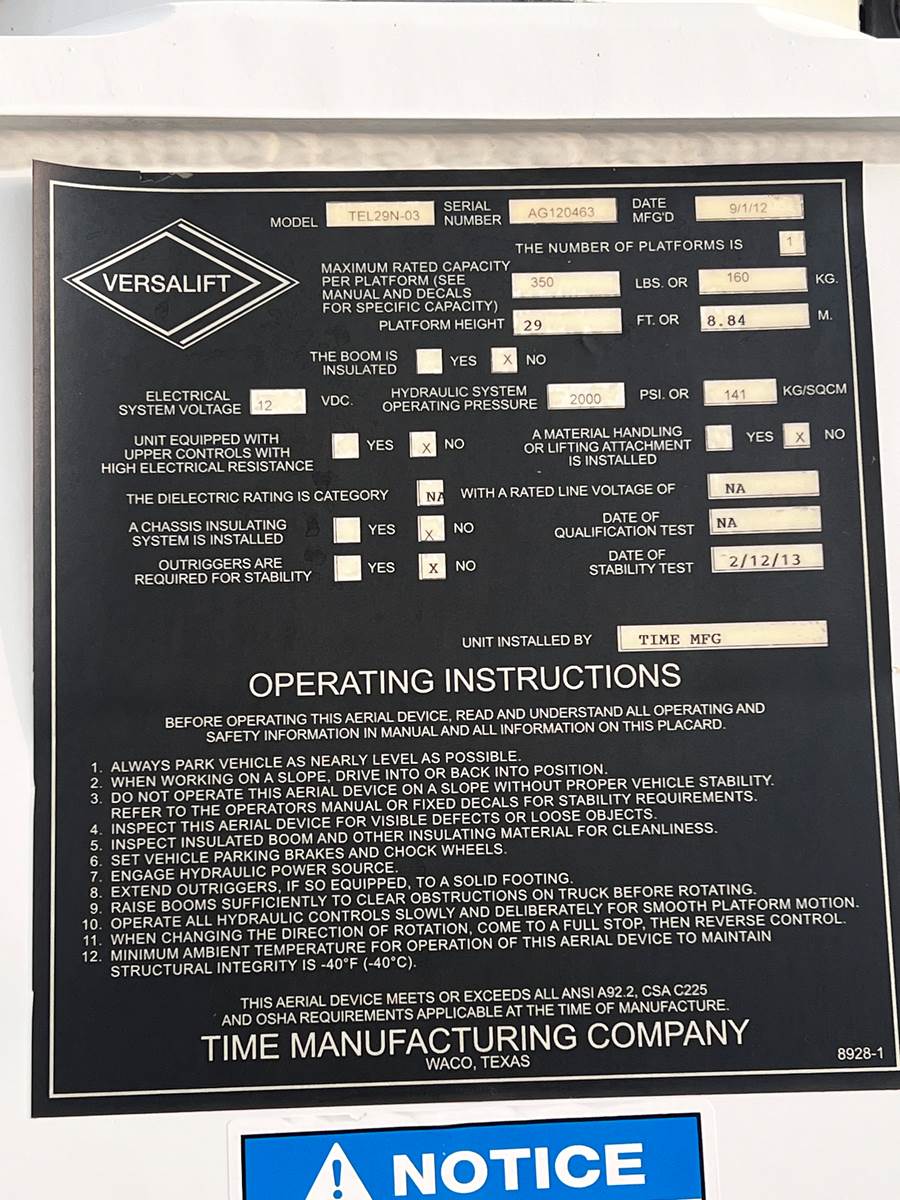 MODEL TEL29N-03 SERIAL NUMBER AG120463 DATE MFG'D 9/1/12
THE NUMBER OF PLATFORMS IS 1
VERSALIFT
MAXIMUM RATED CAPACITY
PER PLATFORM (SEE
MANUAL AND DECALS
FOR SPECIFIC CAPACITY) 350 LBS. OR 160 KG.
PLATFORM HEIGHT 29 FT. OR 8.84 M.
THE BOOM IS
INSULATED YES X NO
ELECTRICAL
SYSTEM VOLTAGE 12 VDC.
HYDRAULIC SYSTEM
OPERATING PRESSURE 2000 PSI. OR 141 KG/SQCM
UNIT EQUIPPED WITH
UPPER CONTROLS WITH
HIGH ELECTRICAL RESISTANCE YES X NO
A MATERIAL HANDLING
OR LIFTING ATTACHMENT
IS INSTALLED YES X NO
THE DIELECTRIC RATING IS CATEGORY NA WITH A RATED LINE VOLTAGE OF NA
A CHASSIS INSULATING
SYSTEM IS INSTALLED YES X NO
DATE OF
QUALIFICATION TEST NA
OUTRIGGERS ARE
REQUIRED FOR STABILITY YES X NO
DATE OF
STABILITY TEST 2/12/13
UNIT INSTALLED BY TIME MFG
OPERATING INSTRUCTIONS
BEFORE OPERATING THIS AERIAL DEVICE, READ AND UNDERSTAND ALL OPERATING AND
SAFETY INFORMATION IN MANUAL AND ALL INFORMATION ON THIS PLACARD.
1. ALWAYS PARK VEHICLE AS NEARLY LEVEL AS POSSIBLE.
2. WHEN WORKING ON A SLOPE, DRIVE INTO OR BACK INTO POSITION.
3. DO NOT OPERATE THIS AERIAL DEVICE ON A SLOPE WITHOUT PROPER VEHICLE STABILITY.
REFER TO THE OPERATORS MANUAL OR FIXED DECALS FOR STABILITY REQUIREMENTS.
4. INSPECT THIS AERIAL DEVICE FOR VISIBLE DEFECTS OR LOOSE OBJECTS.
5. INSPECT INSULATED BOOM AND OTHER INSULATING MATERIAL FOR CLEANLINESS.
6. SET VEHICLE PARKING BRAKES AND CHOCK WHEELS.
7. ENGAGE HYDRAULIC POWER SOURCE.
8. EXTEND OUTRIGGERS, IF SO EQUIPPED, TO A SOLID FOOTING.
9. RAISE BOOMS SUFFICIENTLY TO CLEAR OBSTRUCTIONS ON TRUCK BEFORE ROTATING.
10. OPERATE ALL HYDRAULIC CONTROLS SLOWLY AND DELIBERATELY FOR SMOOTH PLATFORM MOTION.
11. WHEN CHANGING THE DIRECTION OF ROTATION, COME TO A FULL STOP, THEN REVERSE CONTROL.
12. MINIMUM AMBIENT TEMPERATURE FOR OPERATION OF THIS AERIAL DEVICE TO MAINTAIN
STRUCTURAL INTEGRITY IS -40°F (-40°C).
THIS AERIAL DEVICE MEETS OR EXCEEDS ALL ANSI A92.2, CSA C225
AND OSHA REQUIREMENTS APPLICABLE AT THE TIME OF MANUFACTURE.
TIME MANUFACTURING COMPANY
WACO, TEXAS
8928-1
NOTICE